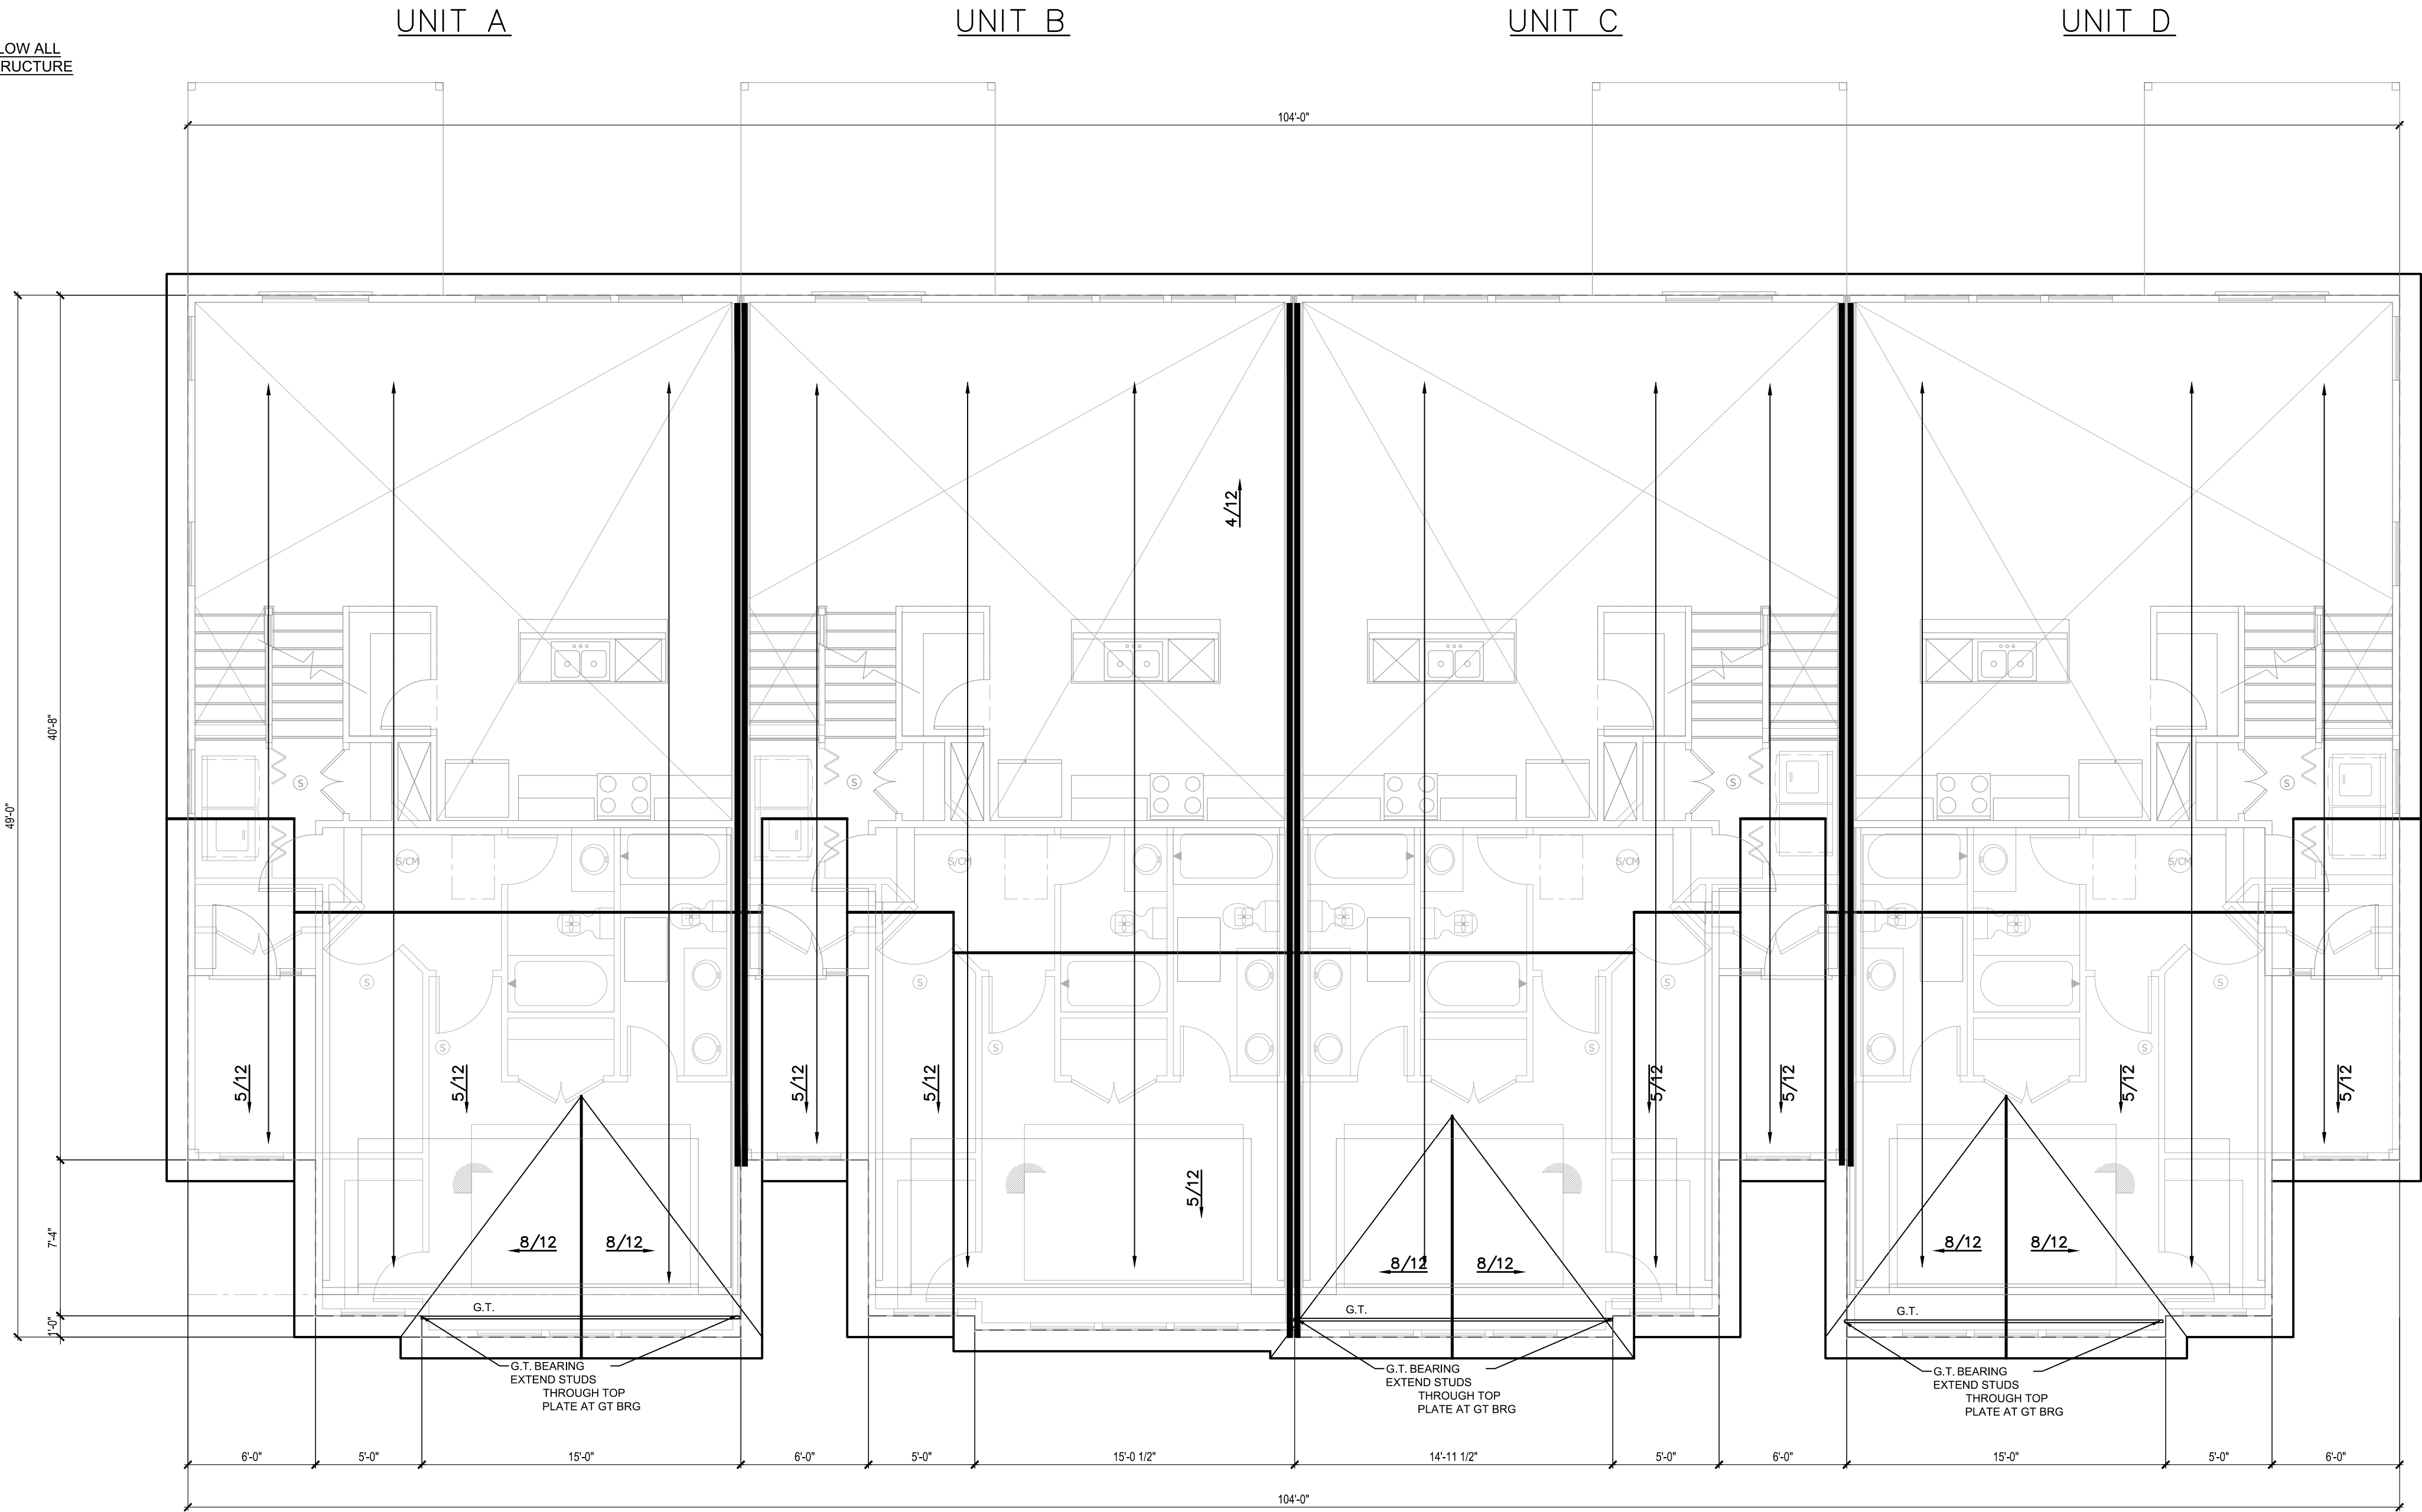 UNIT A
UNIT B
UNIT C
UNIT D
LOW ALL
RUCTURE
104'-0"
4/12
40'-8"
49'-0"
S
S
S
S
S/CM
S/CM
S/CM
S/CM
S
S
S
S
S
S
S
S
5/12
5/12
5/12
5/12
5/12
5/12
5/12
5/12
5/12
7'-4"
8/12
8/12
8/12
8/12
8/12
8/12
1'-0"
G.T.
G.T.
G.T.
G.T. BEARING
EXTEND STUDS
THROUGH TOP
PLATE AT GT BRG
G.T. BEARING
EXTEND STUDS
THROUGH TOP
PLATE AT GT BRG
G.T. BEARING
EXTEND STUDS
THROUGH TOP
PLATE AT GT BRG
6'-0"
5'-0"
15'-0"
6'-0"
5'-0"
15'-0 1/2"
14'-11 1/2"
5'-0"
6'-0"
15'-0"
5'-0"
6'-0"
104'-0"